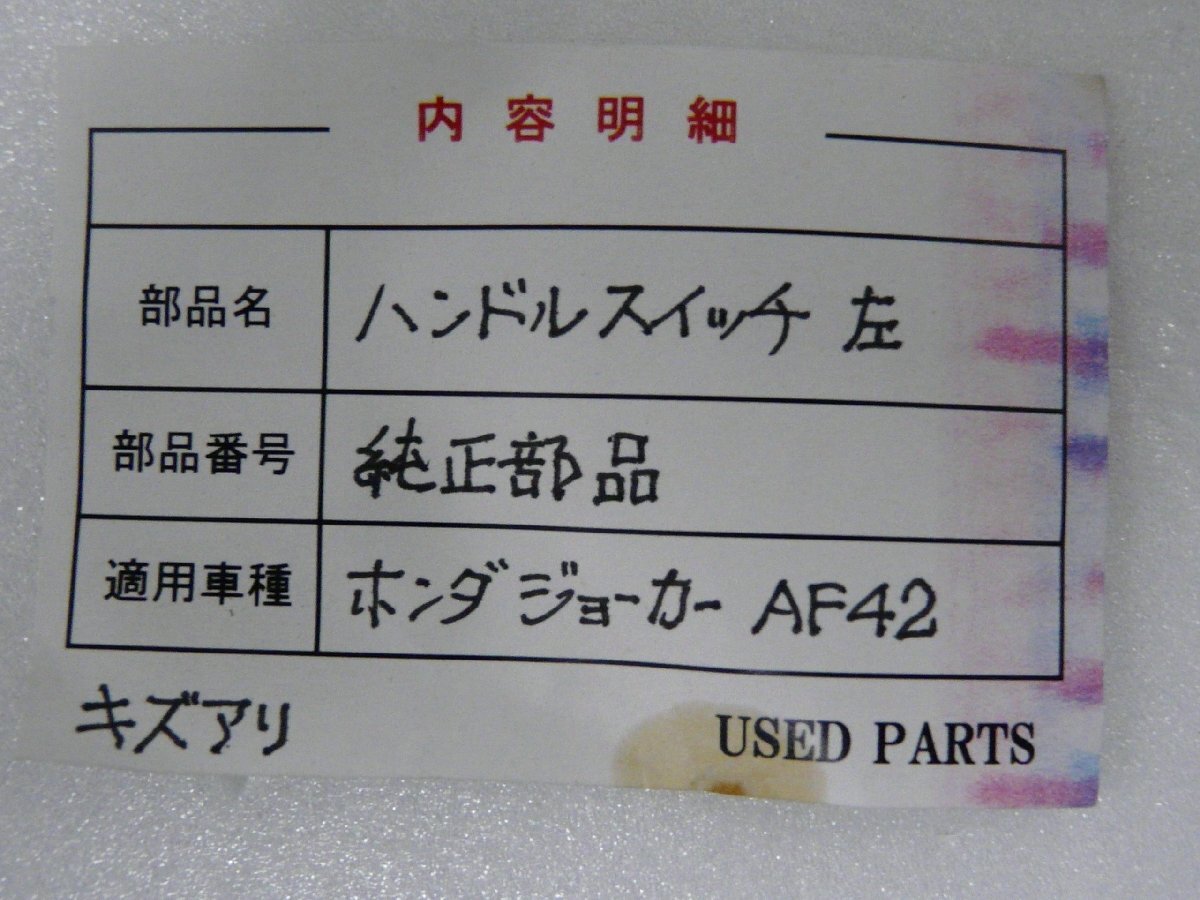 内容明細
部品名 ハンドルスイッチ 左
部品番号 純正部品
適用車種 ホンダ ジョーカー AF42
キズアリ
USED PARTS